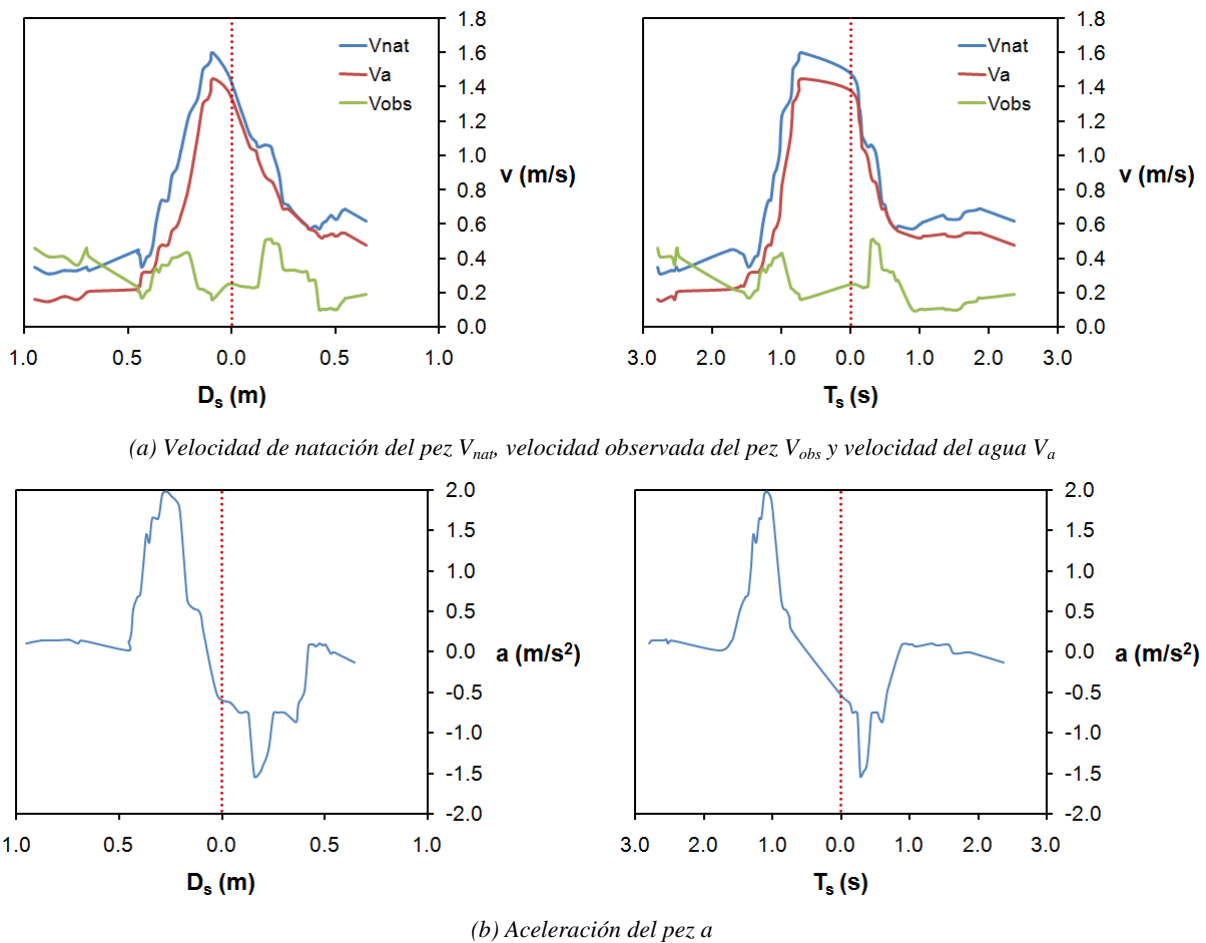 1.8
1.6
1.4
1.2
1.0
0.8
0.6
0.4
0.2
0.0
Vnat
Va
Vobs
v (m/s)
1.0 0.5 0.0 0.5 1.0
Dₛ (m)
1.8
1.6
1.4
1.2
1.0
0.8
0.6
0.4
0.2
0.0
Vnat
Va
Vobs
v (m/s)
3.0 2.0 1.0 0.0 1.0 2.0 3.0
Tₛ (s)
(a) Velocidad de natación del pez Vnat, velocidad observada del pez Vobs y velocidad del agua Va
2.0
1.5
1.0
0.5
0.0
-0.5
-1.0
-1.5
-2.0
a (m/s²)
1.0 0.5 0.0 0.5 1.0
Dₛ (m)
2.0
1.5
1.0
0.5
0.0
-0.5
-1.0
-1.5
-2.0
a (m/s²)
3.0 2.0 1.0 0.0 1.0 2.0 3.0
Tₛ (s)
(b) Aceleración del pez a